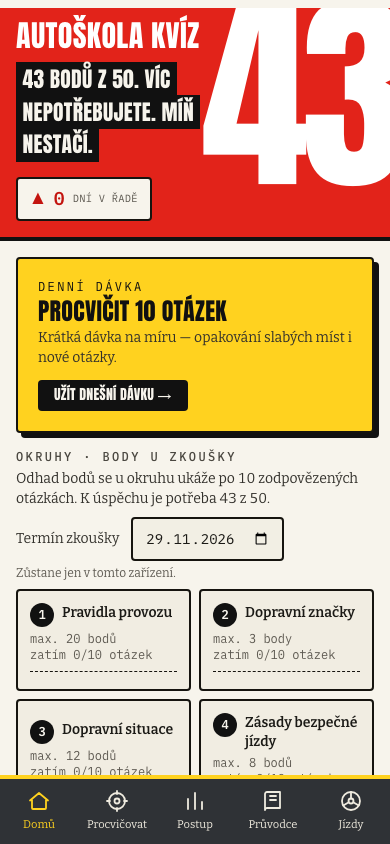 AUTOŠKOLA KVÍZ
43
43 BODŮ Z 50. VÍC
NEPOTŘEBUJETE. MÍŇ
NESTAČÍ.
▲ 0 DNÍ V ŘADĚ
DENNÍ DÁVKA
PROCVIČIT 10 OTÁZEK
Krátká dávka na míru — opakování slabých míst i
nové otázky.
UŽÍT DNEŠNÍ DÁVKU →
OKRUHY · BODY U ZKOUŠKY
Odhad bodů se u okruhu ukáže po 10 zodpovězených
otázkách. K úspěchu je potřeba 43 z 50.
Termín zkoušky 29.11.2026
Zůstane jen v tomto zařízení.
1 Pravidla provozu
max. 20 bodů
zatím 0/10 otázek
2 Dopravní značky
max. 3 body
zatím 0/10 otázek
3 Dopravní situace
max. 12 bodů
zatím 0/10 otázek
4 Zásady bezpečné
jízdy
max. 8 bodů
Domů Procvičovat Postup Průvodce Jízdy